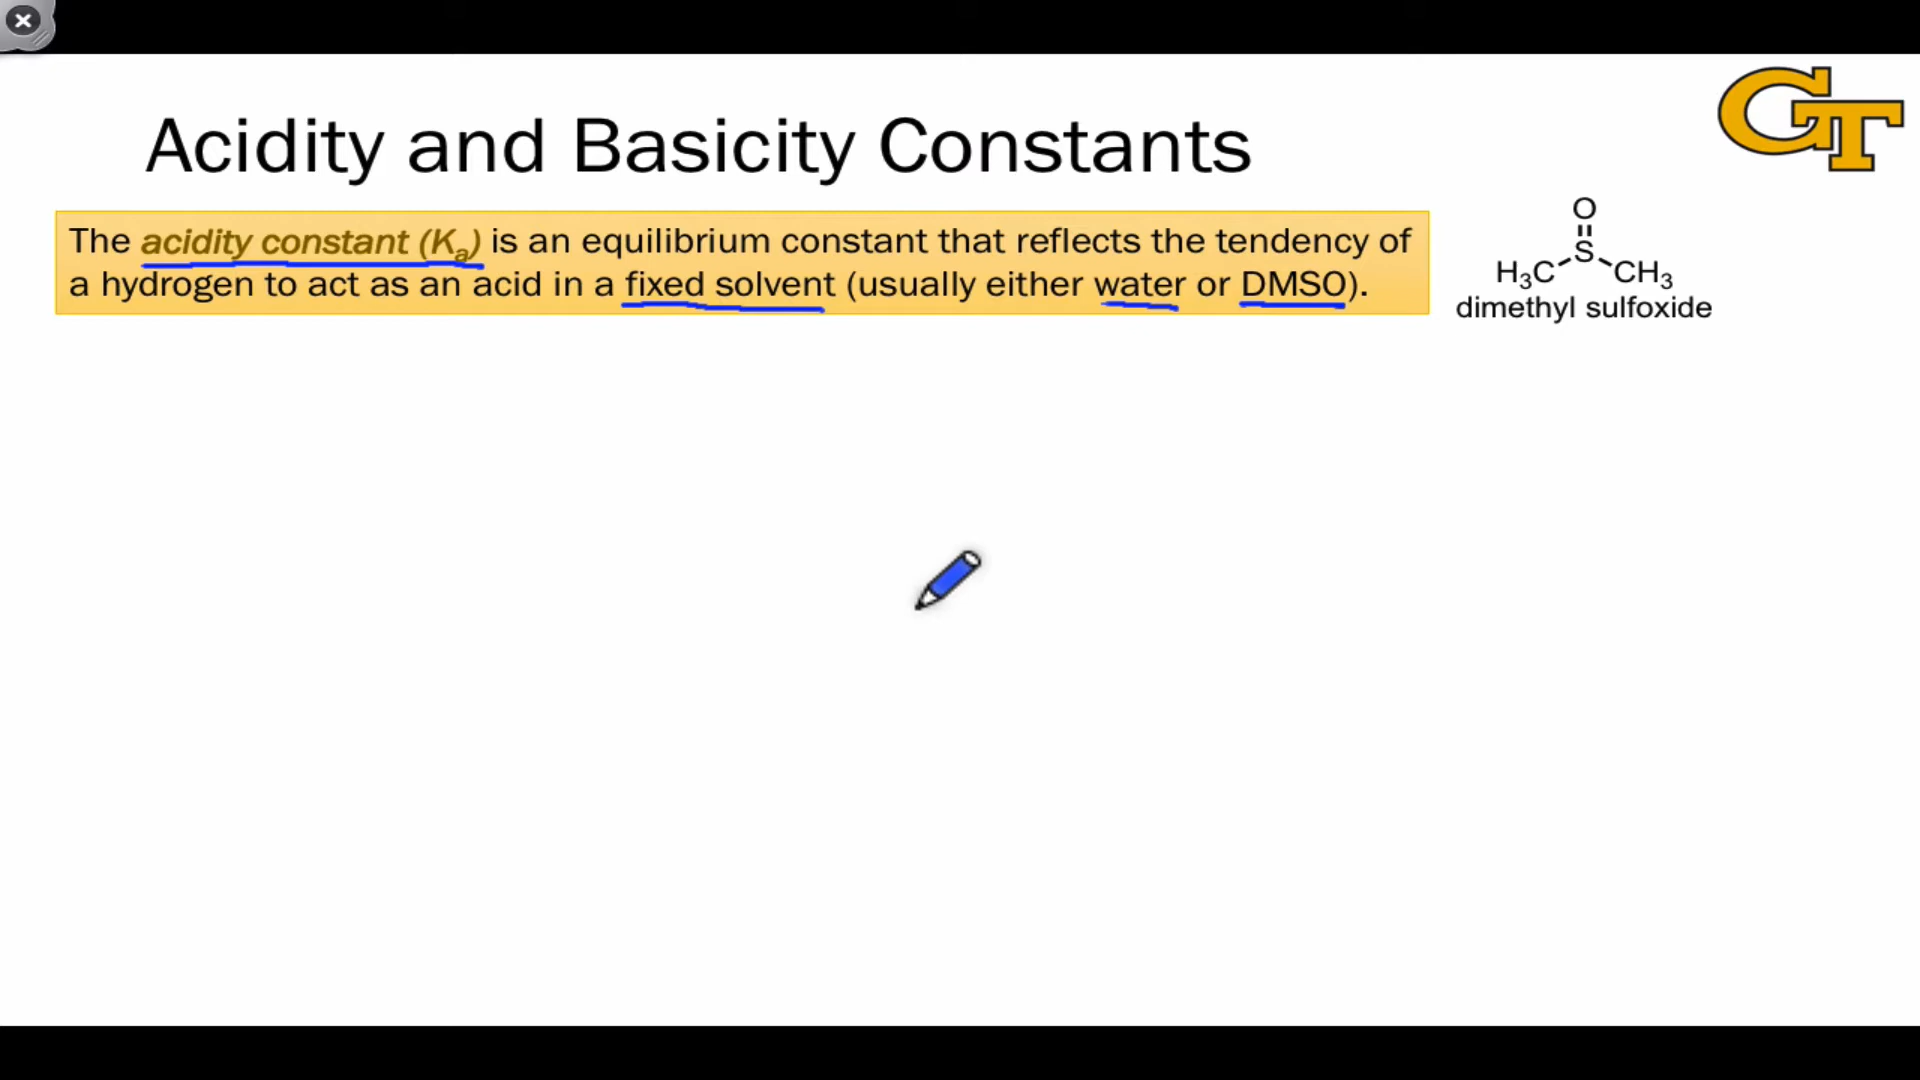 GT
Acidity and Basicity Constants
The acidity constant (Kₐ) is an equilibrium constant that reflects the tendency of
a hydrogen to act as an acid in a fixed solvent (usually either water or DMSO).
O
S
H₃C CH₃
dimethyl sulfoxide